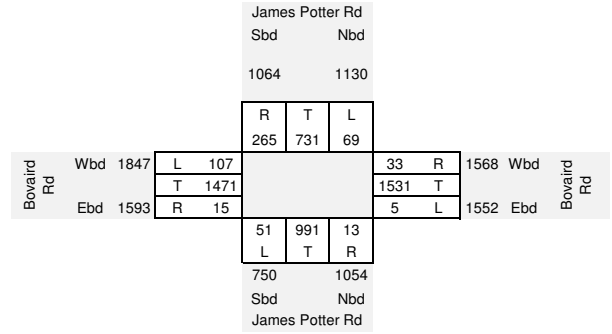 James Potter Rd
Sbd Nbd
1064 1130
R T L
265 731 69
Bovaird Rd
Wbd 1847 L 107 33 R 1568 Wbd
T 1471 1531 T
Ebd 1593 R 15 5 L 1552 Ebd
Bovaird Rd
51 991 13
L T R
750 1054
Sbd Nbd
James Potter Rd